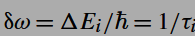 δω = ΔE_i/ħ = 1/τ_i